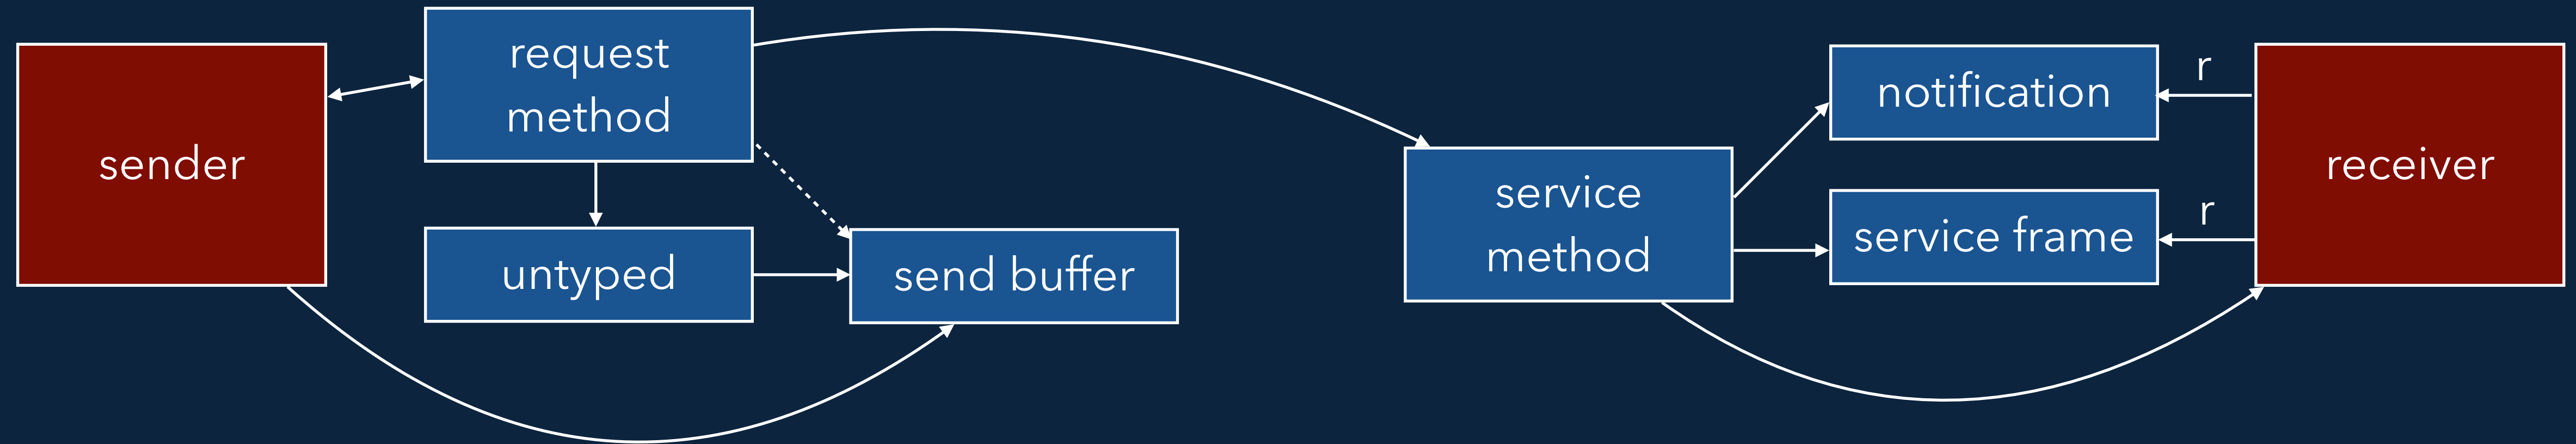 sender
request
method
untyped
send buffer
service
method
notification
service frame
r
r
receiver